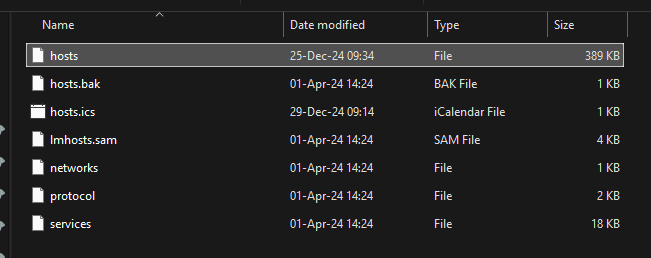 Name Date modified Type Size
hosts 25-Dec-24 09:34 File 389 KB
hosts.bak 01-Apr-24 14:24 BAK File 1 KB
hosts.ics 29-Dec-24 09:14 iCalendar File 1 KB
lmhosts.sam 01-Apr-24 14:24 SAM File 4 KB
networks 01-Apr-24 14:24 File 1 KB
protocol 01-Apr-24 14:24 File 2 KB
services 01-Apr-24 14:24 File 18 KB